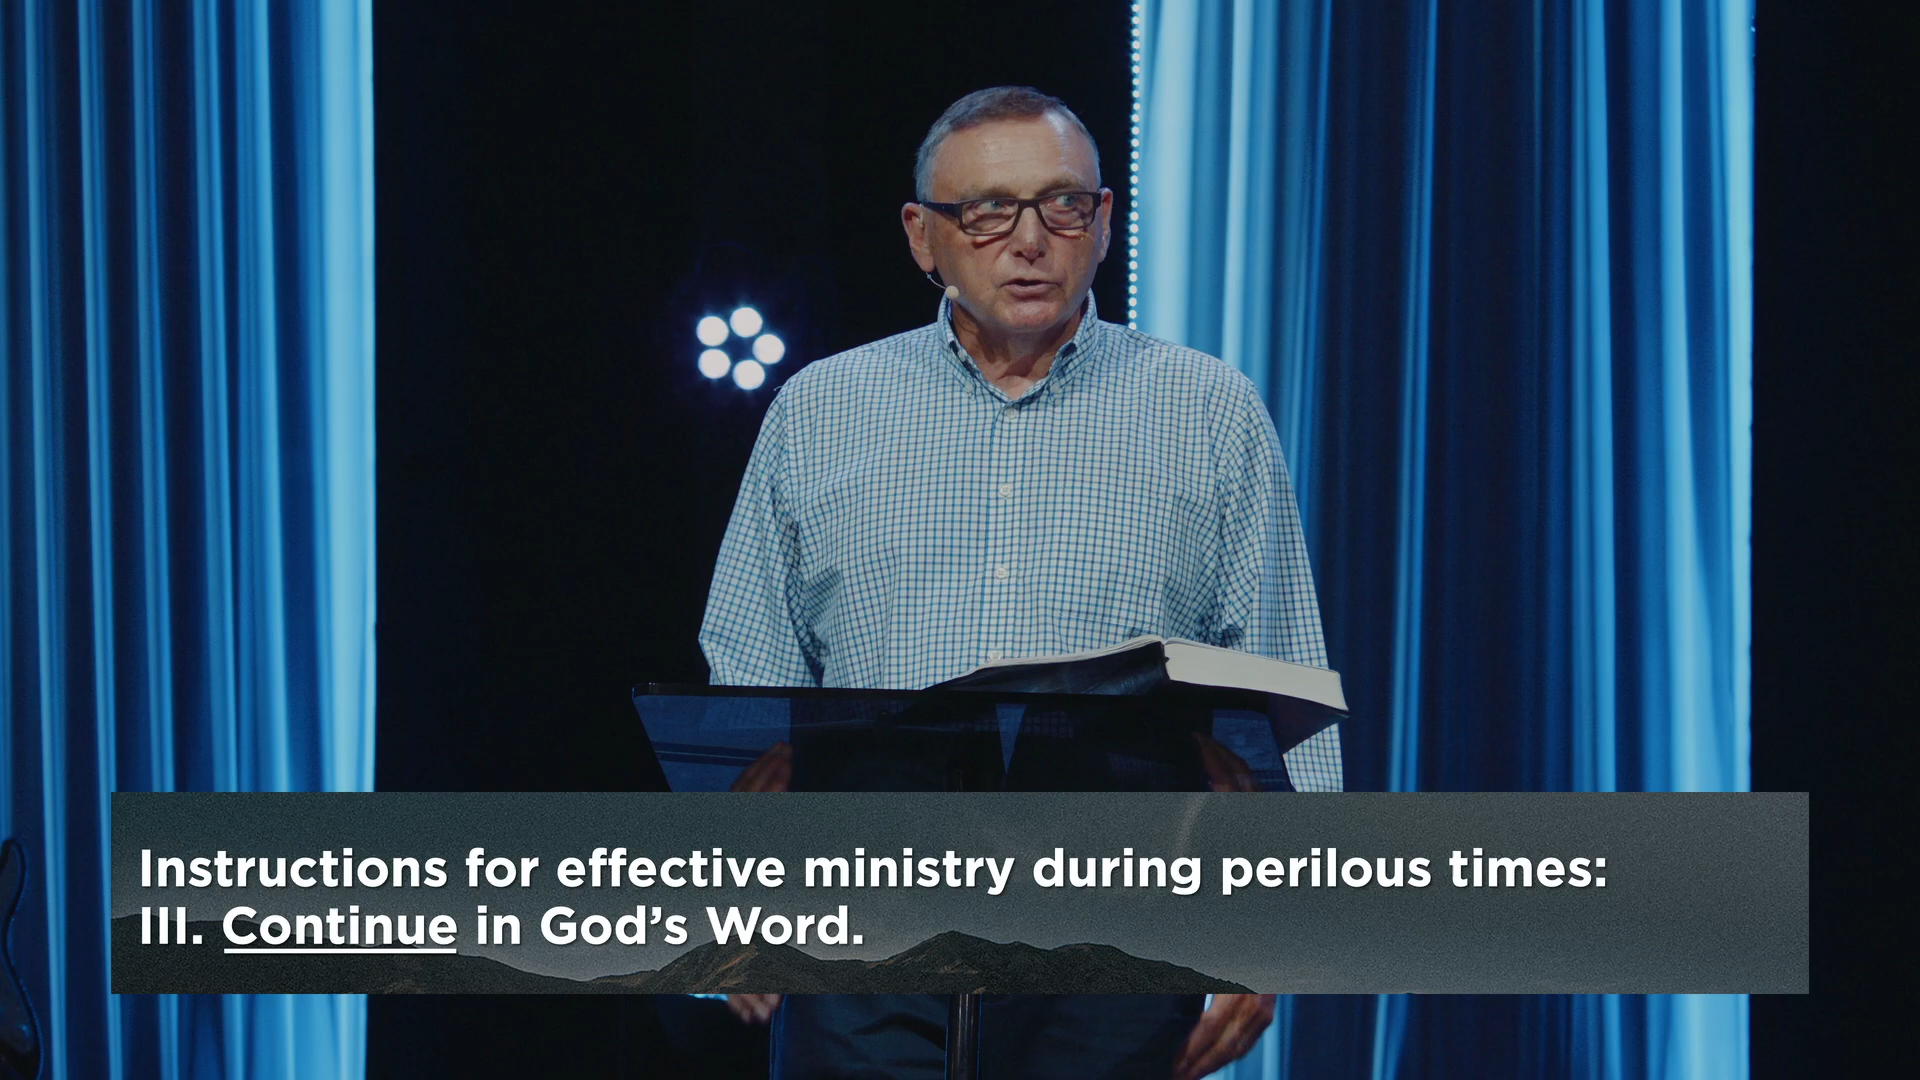 Instructions for effective ministry during perilous times:
III. Continue in God’s Word.